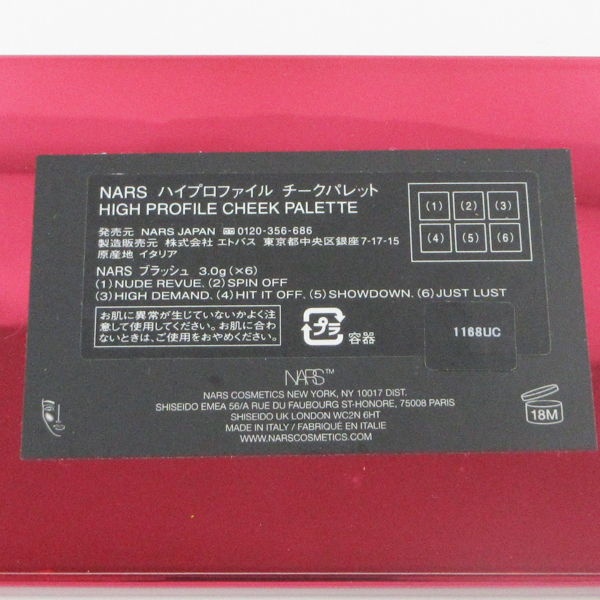 NARS ハイプロファイル チークパレット
HIGH PROFILE CHEEK PALETTE
(1) (2) (3)
(4) (5) (6)
発売元 NARS JAPAN 0120-356-686
製造販売元 株式会社 エトバス 東京都中央区銀座7-17-15
原産地 イタリア
NARS ブラッシュ 3.0g(×6)
(1)NUDE REVUE. (2)SPIN OFF
(3)HIGH DEMAND. (4)HIT IT OFF. (5)SHOWDOWN. (6)JUST LUST
お肌に異常が生じていないかよく注
意して使用してください。お肌に合わ
ないときは、ご使用をおやめください。
プラ
容器
1168UC
NARS™
NARS COSMETICS NEW YORK, NY 10017 DIST.
SHISEIDO EMEA 56/A RUE DU FAUBOURG ST-HONORE, 75008 PARIS
SHISEIDO UK LONDON WC2N 6HT
MADE IN ITALY / FABRIQUÉ EN ITALIE
WWW.NARSCOSMETICS.COM
18M